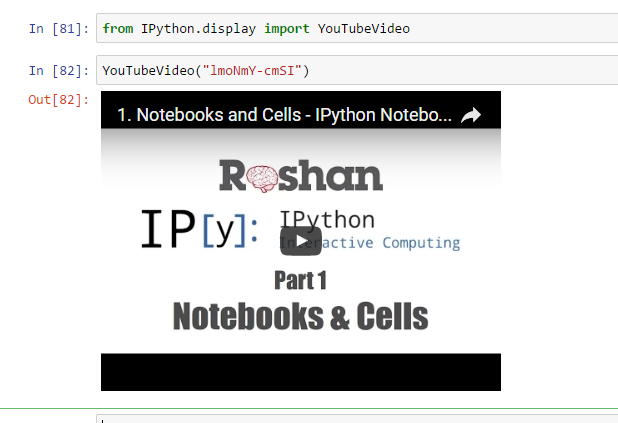 In [81]: from IPython.display import YouTubeVideo
In [82]: YouTubeVideo("lmoNmY-cmSI")
Out[82]:
1. Notebooks and Cells - IPython Notebo...
Roshan
IP[y]: IPython
Interactive Computing
Part 1
Notebooks & Cells